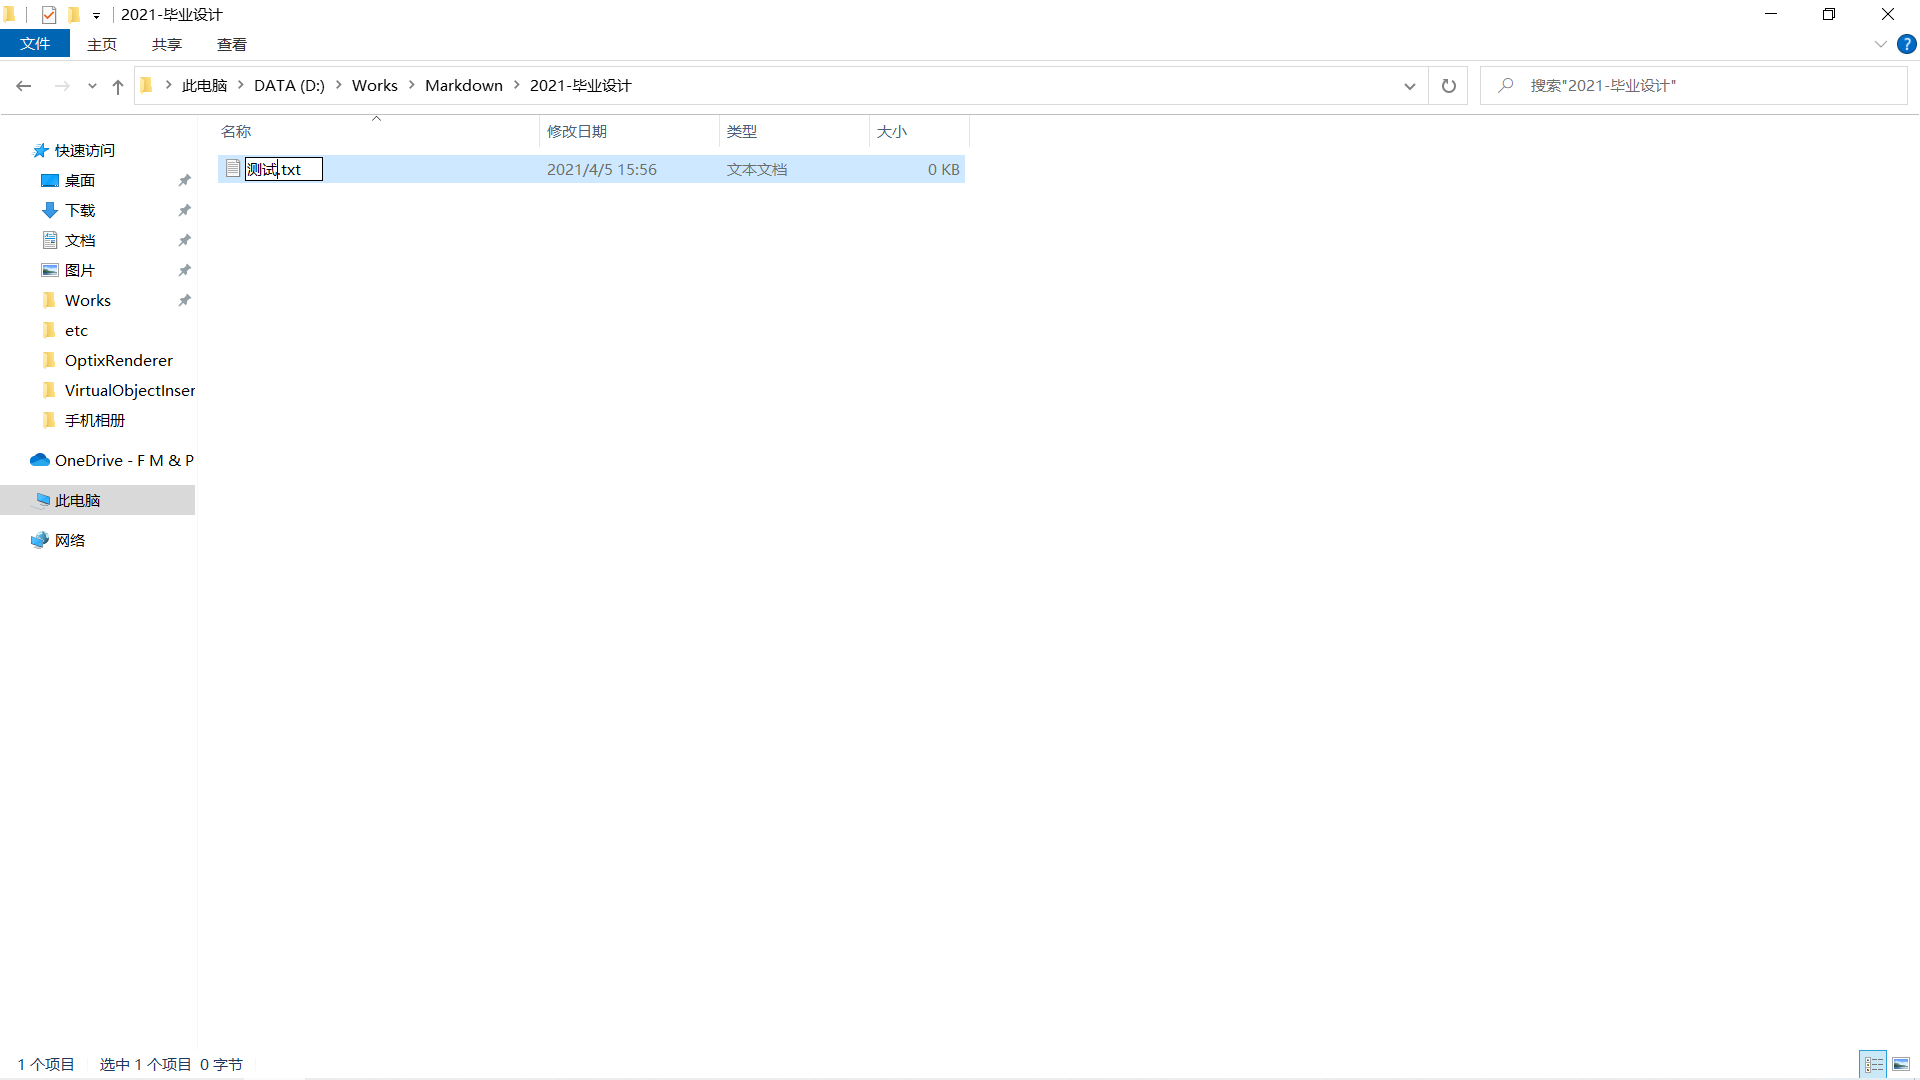 2021-毕业设计
文件 主页 共享 查看
此电脑 DATA (D:) Works Markdown 2021-毕业设计
搜索"2021-毕业设计"
名称 修改日期 类型 大小
测试.txt 2021/4/5 15:56 文本文档 0 KB
快速访问
桌面
下载
文档
图片
Works
etc
OptixRenderer
VirtualObjectInser
手机相册
OneDrive - F M & P
此电脑
网络
1 个项目 选中 1 个项目 0 字节